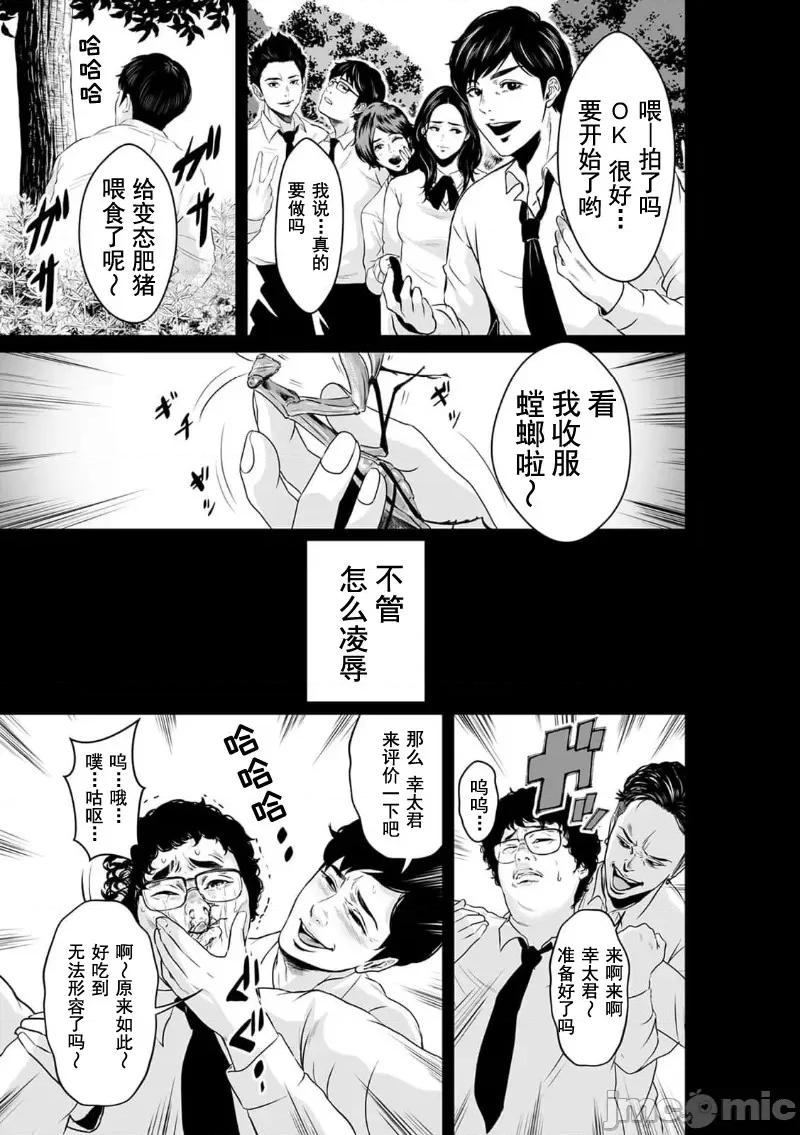 喂—拍了吗
OK 很好…
要开始了哟
我说…真的
要做吗
哈哈哈
给变态肥猪
喂食了呢～
看
我收服
螳螂啦～
不管
怎么凌辱
ガッ
呜呜…
来啊来啊
幸太君～
准备好了吗
那么 幸太君
来评价一下吧
哈哈哈…
呜…哦…
噗…咕呕…
啊～原来如此～
好吃到
无法形容了吗～
jmcomic